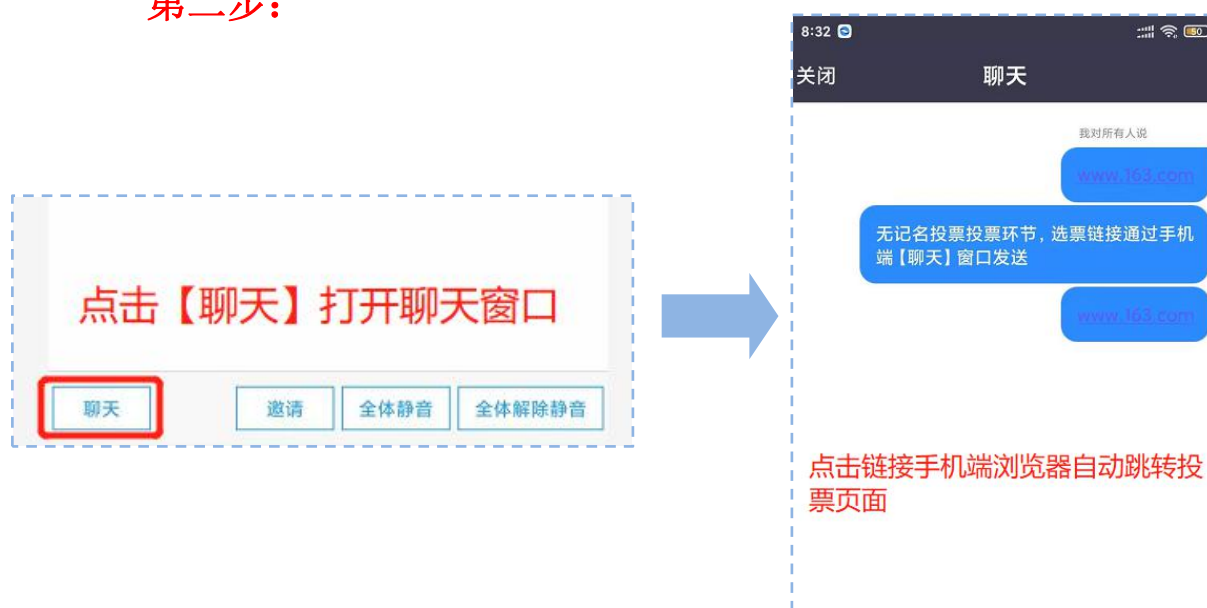 第二步：
8:32
50
关闭
聊天
我对所有人说
www.163.com
无记名投票投票环节，选票链接通过手机
端【聊天】窗口发送
www.163.com
点击【聊天】打开聊天窗口
聊天
邀请
全体静音
全体解除静音
点击链接手机端浏览器自动跳转投
票页面